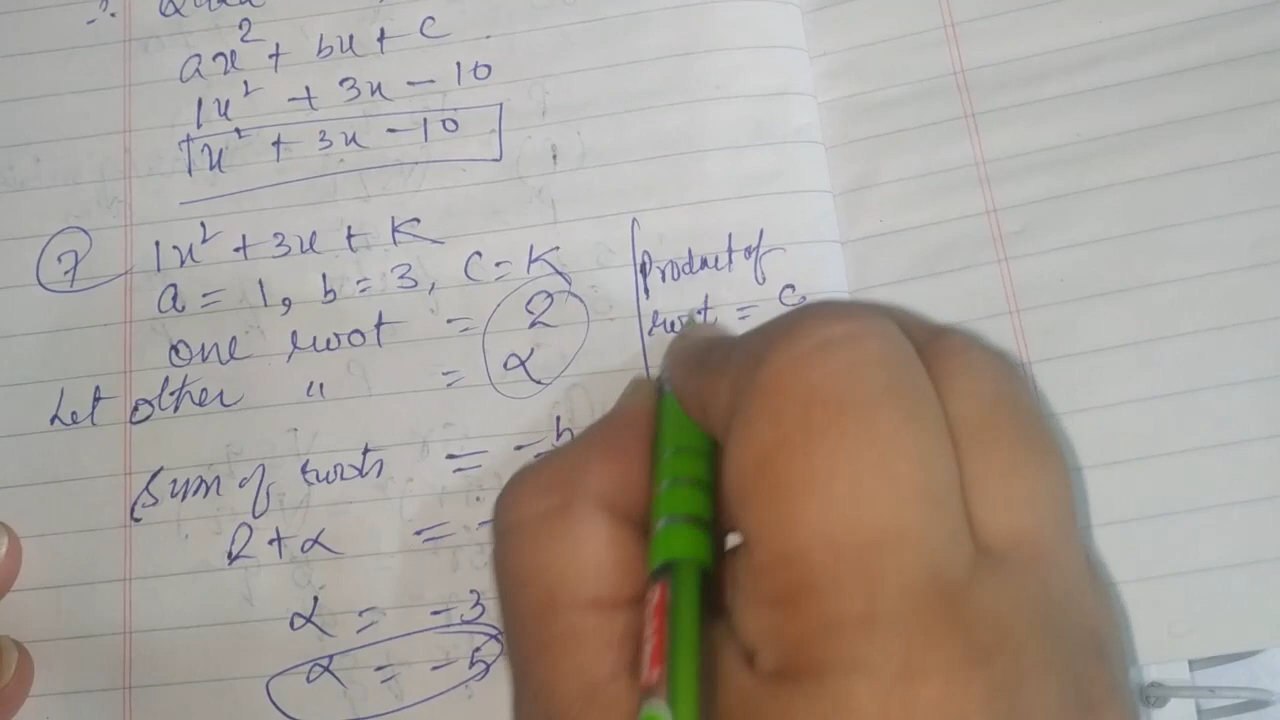 ax² + bx + c
1x² + 3x - 10
x² + 3x - 10
7 1x² + 3x + K
a = 1, b = 3, c = K
one root = 2
Let other " = α
Sum of roots = -b
2 + α =
α = -3
α = -5
Product of
root = c